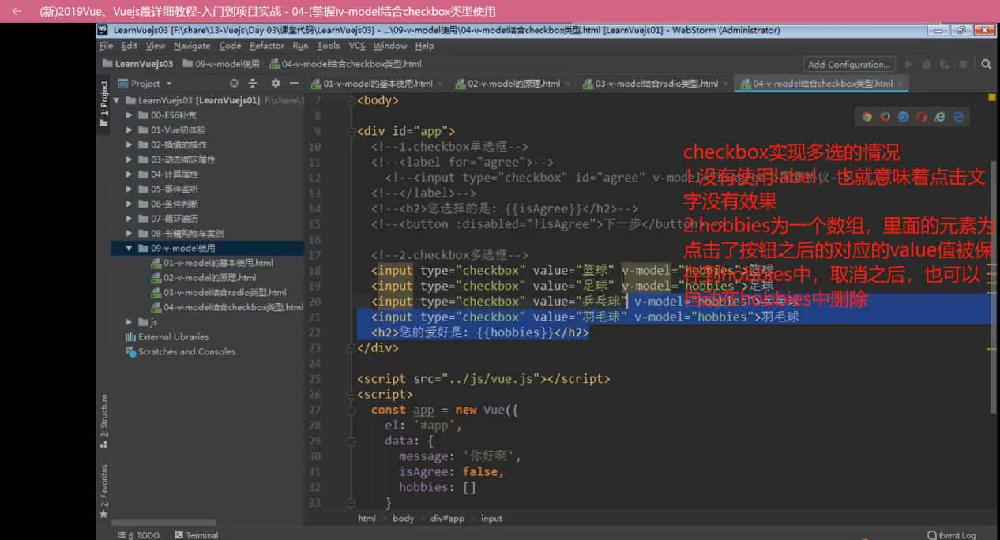 ← (新)2019Vue、Vuejs最详细教程-入门到项目实战 - 04-(掌握)v-model结合checkbox类型使用
WS LearnVuejs03 [F:\share\13-Vuejs\Day 03\课堂代码\LearnVuejs03] - ...\09-v-model使用\04-v-model结合checkbox类型.html [LearnVuejs01] - WebStorm (Administrator)
File Edit View Navigate Code Refactor Run Tools VCS Window Help
LearnVuejs03 09-v-model使用 04-v-model结合checkbox类型.html
Add Configuration...
Project
01-v-model的基本使用.html 02-v-model的原理.html 03-v-model结合radio类型.html 04-v-model结合checkbox类型.html
1: Project
LearnVuejs03 [LearnVuejs01] F:\share\1
00-ES6补充
01-Vue初体验
02-插值的操作
03-动态绑定属性
04-计算属性
05-事件监听
06-条件判断
07-循环遍历
08-书籍购物车案例
09-v-model使用
01-v-model的基本使用.html
02-v-model的原理.html
03-v-model结合radio类型.html
04-v-model结合checkbox类型.html
js
External Libraries
Scratches and Consoles
7: Structure
2: Favorites
7 <body>
8
9 <div id="app">
10 <!--1.checkbox单选框-->
11 <!--<label for="agree">-->
12 <!--<input type="checkbox" id="agree" v-model="isAgree">
13 <!--</label>-->
14 <!--<h2>您选择的是: {{isAgree}}</h2>-->
15 <!--<button :disabled="!isAgree">下一步</button>
16
17 <!--2.checkbox多选框-->
18 <input type="checkbox" value="篮球" v-model="hobbies">篮球
19 <input type="checkbox" value="足球" v-model="hobbies">足球
20 <input type="checkbox" value="乒乓球" v-model="hobbies">乒乓球
21 <input type="checkbox" value="羽毛球" v-model="hobbies">羽毛球
22 <h2>您的爱好是: {{hobbies}}</h2>
23 </div>
24
25 <script src="../js/vue.js"></script>
26 <script>
27 const app = new Vue({
28 el: '#app',
29 data: {
30 message: '你好啊',
31 isAgree: false,
32 hobbies: []
33 }
checkbox实现多选的情况
1.没有使用label，也就意味着点击文
字没有效果
2.hobbies为一个数组，里面的元素为
点击了按钮之后的对应的value值被保
存到hobbies中，取消之后，也可以
自动在hobbies中删除
html body div#app input
6: TODO Terminal
Event Log